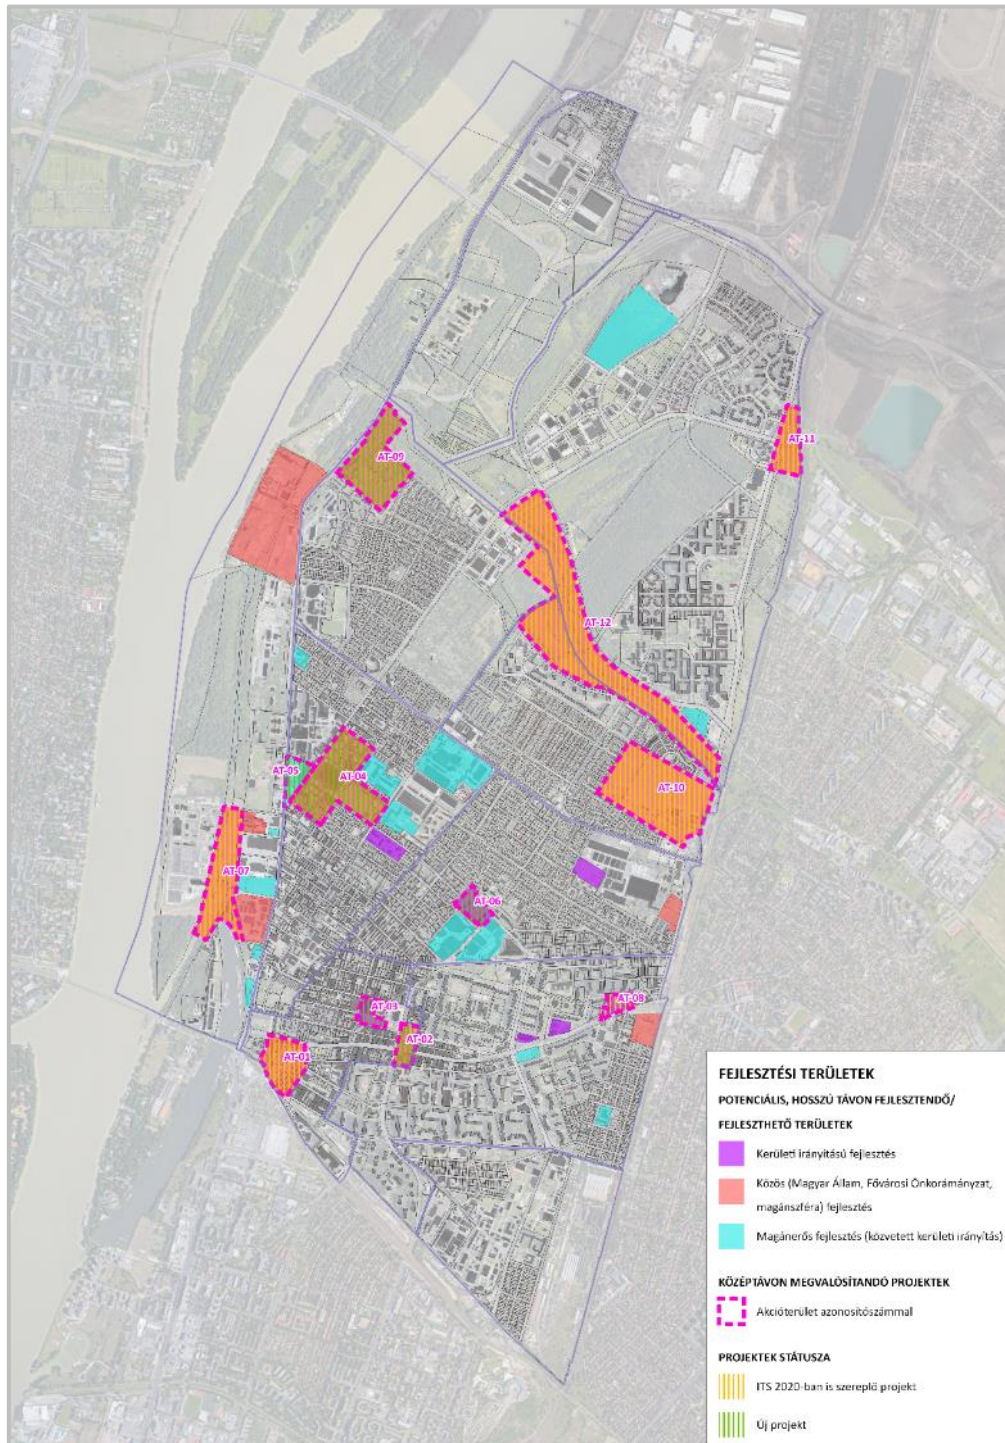 AT-11
AT-09
AT-12
AT-05
AT-04
AT-10
AT-07
AT-06
AT-03
AT-08
AT-02
AT-01
FEJLESZTÉSI TERÜLETEK
POTENCIÁLIS, HOSSZÚ TÁVON FEJLESZTENDŐ/
FEJLESZTHETŐ TERÜLETEK
Kerületi irányítású fejlesztés
Közös (Magyar Állam, Fővárosi Önkormányzat,
magánszféra) fejlesztés
Magánerős fejlesztés (közvetett kerületi irányítás)
KÖZÉPTÁVON MEGVALÓSÍTANDÓ PROJEKTEK
Akcióterület azonosítószámmal
PROJEKTEK STÁTUSZA
ITS 2020-ban is szereplő projekt
Új projekt